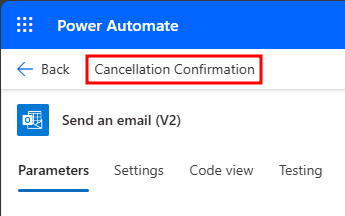 Power Automate
Back Cancellation Confirmation
Send an email (V2)
Parameters Settings Code view Testing